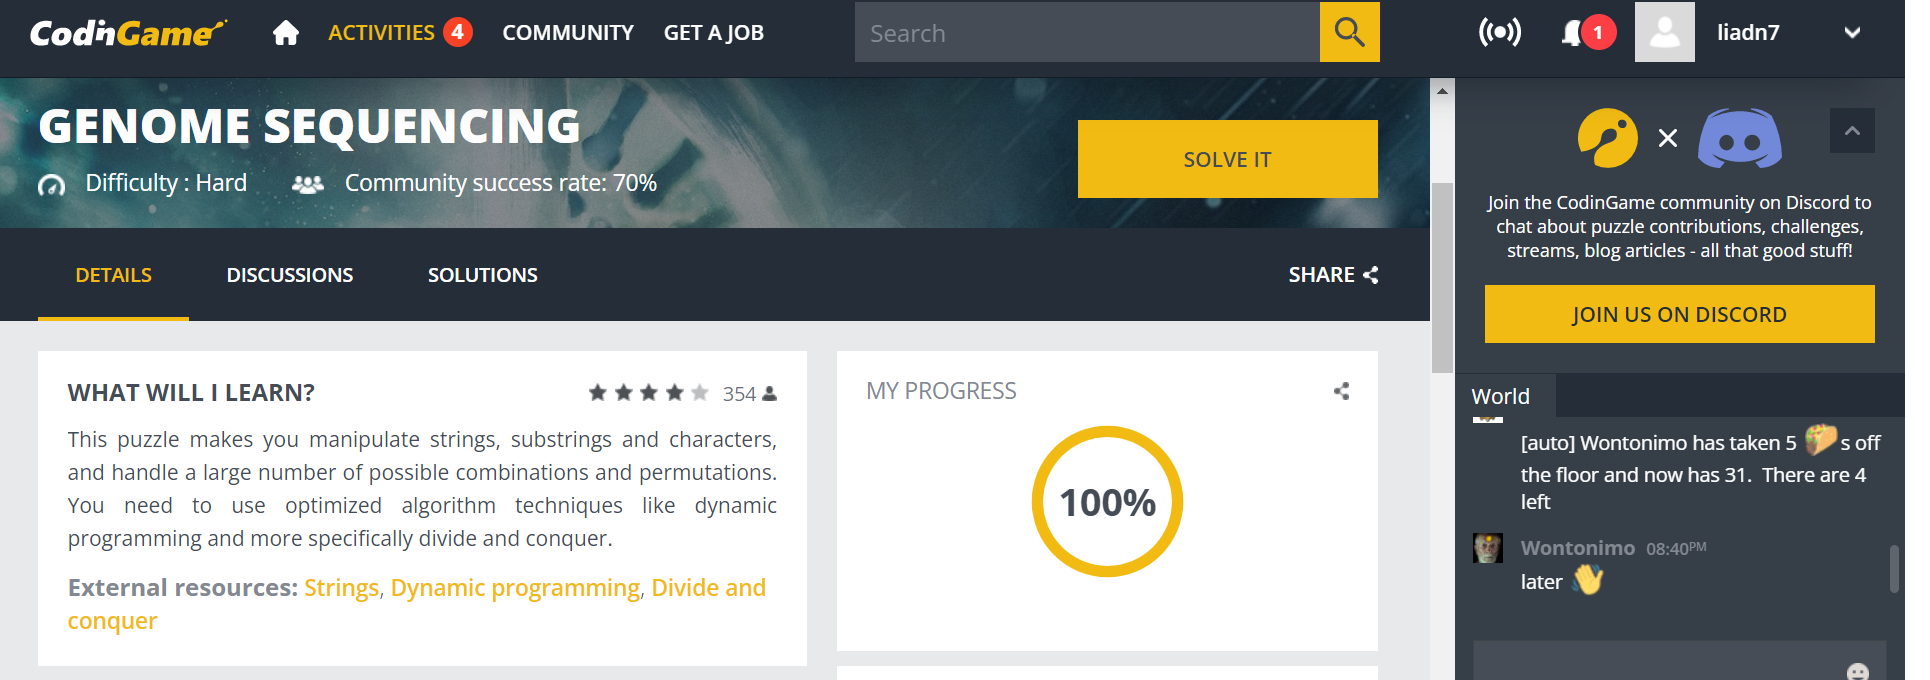 CodinGame
ACTIVITIES 4
COMMUNITY
GET A JOB
Search
1
liadn7
GENOME SEQUENCING
Difficulty : Hard
Community success rate: 70%
SOLVE IT
DETAILS
DISCUSSIONS
SOLUTIONS
SHARE
WHAT WILL I LEARN?
354
This puzzle makes you manipulate strings, substrings and characters,
and handle a large number of possible combinations and permutations.
You need to use optimized algorithm techniques like dynamic
programming and more specifically divide and conquer.
External resources: Strings, Dynamic programming, Divide and
conquer
MY PROGRESS
100%
Join the CodinGame community on Discord to
chat about puzzle contributions, challenges,
streams, blog articles - all that good stuff!
JOIN US ON DISCORD
World
[auto] Wontonimo has taken 5 🌮s off
the floor and now has 31. There are 4
left
Wontonimo 08:40PM
later 👋